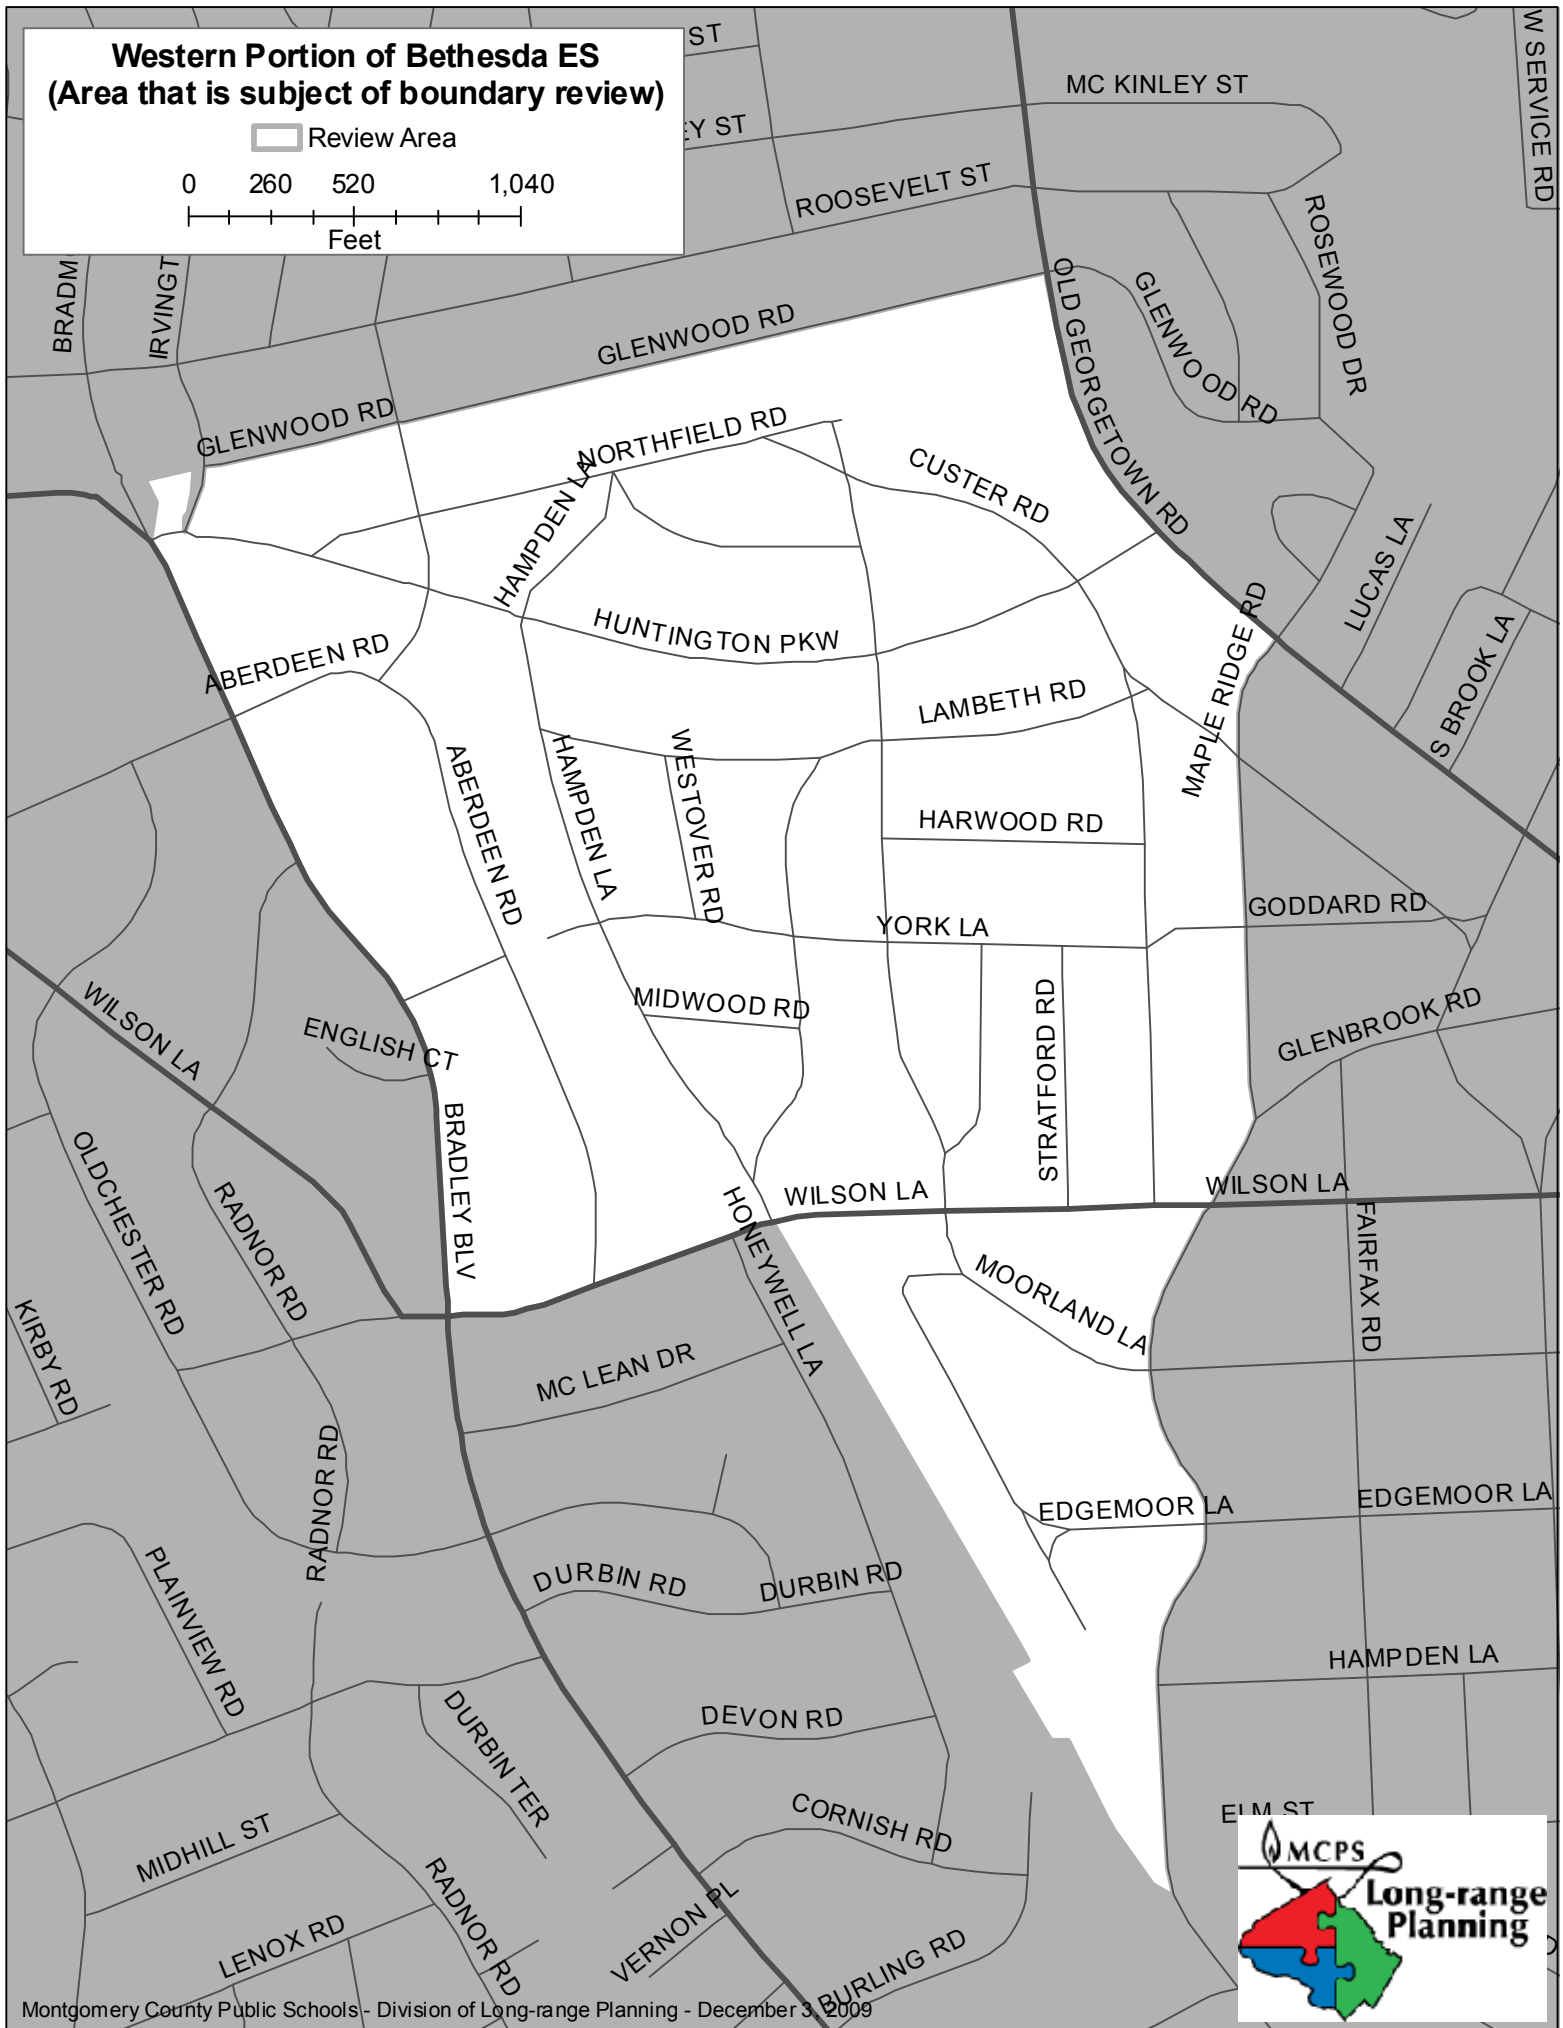 Western Portion of Bethesda ES
(Area that is subject of boundary review)
Review Area
0 260 520 1,040
Feet
ST
EY ST
MC KINLEY ST
W SERVICE RD
ROOSEVELT ST
ROSEWOOD DR
BRADM
IRVINGT
GLENWOOD RD
OLD GEORGETOWN RD
GLENWOOD RD
GLENWOOD RD
NORTHFIELD RD
CUSTER RD
HAMPDEN LA
LUCAS LA
HUNTINGTON PKW
MAPLE RIDGE RD
S BROOK LA
ABERDEEN RD
LAMBETH RD
ABERDEEN RD
HAMPDEN LA
WESTOVER RD
HARWOOD RD
GODDARD RD
YORK LA
WILSON LA
MIDWOOD RD
STRATFORD RD
GLENBROOK RD
ENGLISH CT
BRADLEY BLV
OLDCHESTER RD
RADNOR RD
WILSON LA
WILSON LA
HONEYWELL LA
FAIRFAX RD
MOORLAND LA
KIRBY RD
MC LEAN DR
RADNOR RD
EDGEMOOR LA
EDGEMOOR LA
PLAINVIEW RD
DURBIN RD
DURBIN RD
HAMPDEN LA
DURBIN TER
DEVON RD
CORNISH RD
ELM ST
MIDHILL ST
RADNOR RD
LENOX RD
VERNON PL
BURLING RD
MCPS
Long-range
Planning
Montgomery County Public Schools - Division of Long-range Planning - December 3, 2009